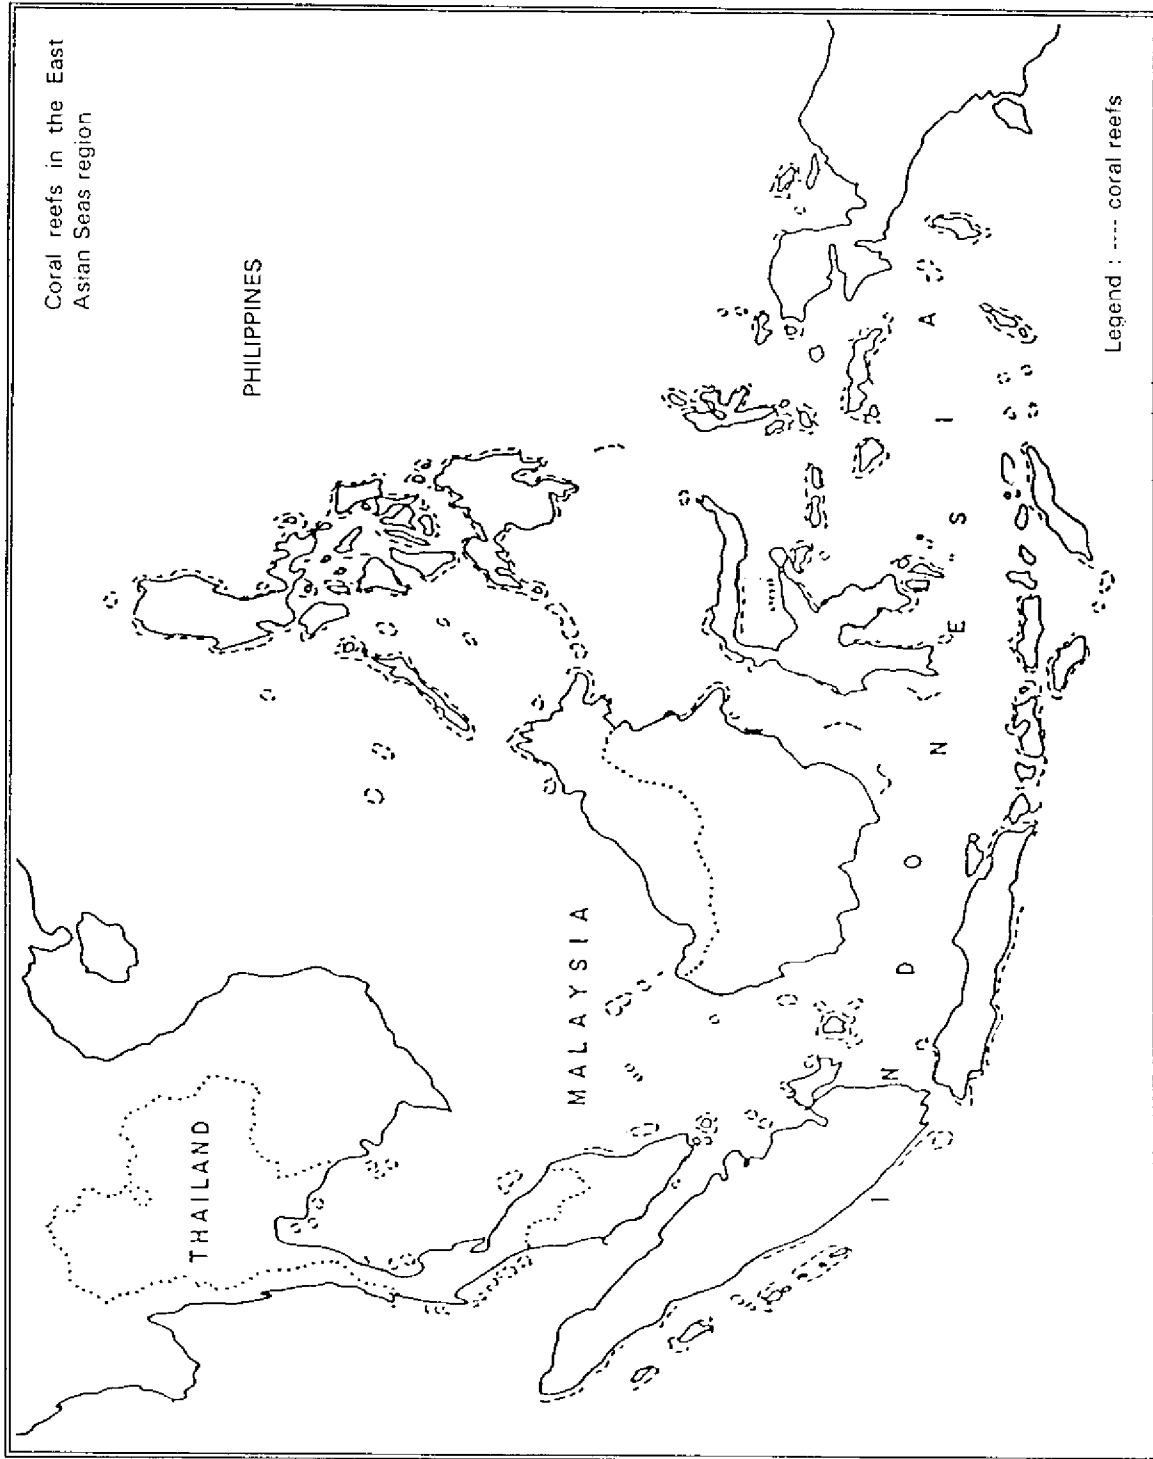 Coral reefs in the East
Asian Seas region
PHILIPPINES
THAILAND
MALAYSIA
INDONESIA
Legend : ---- coral reefs